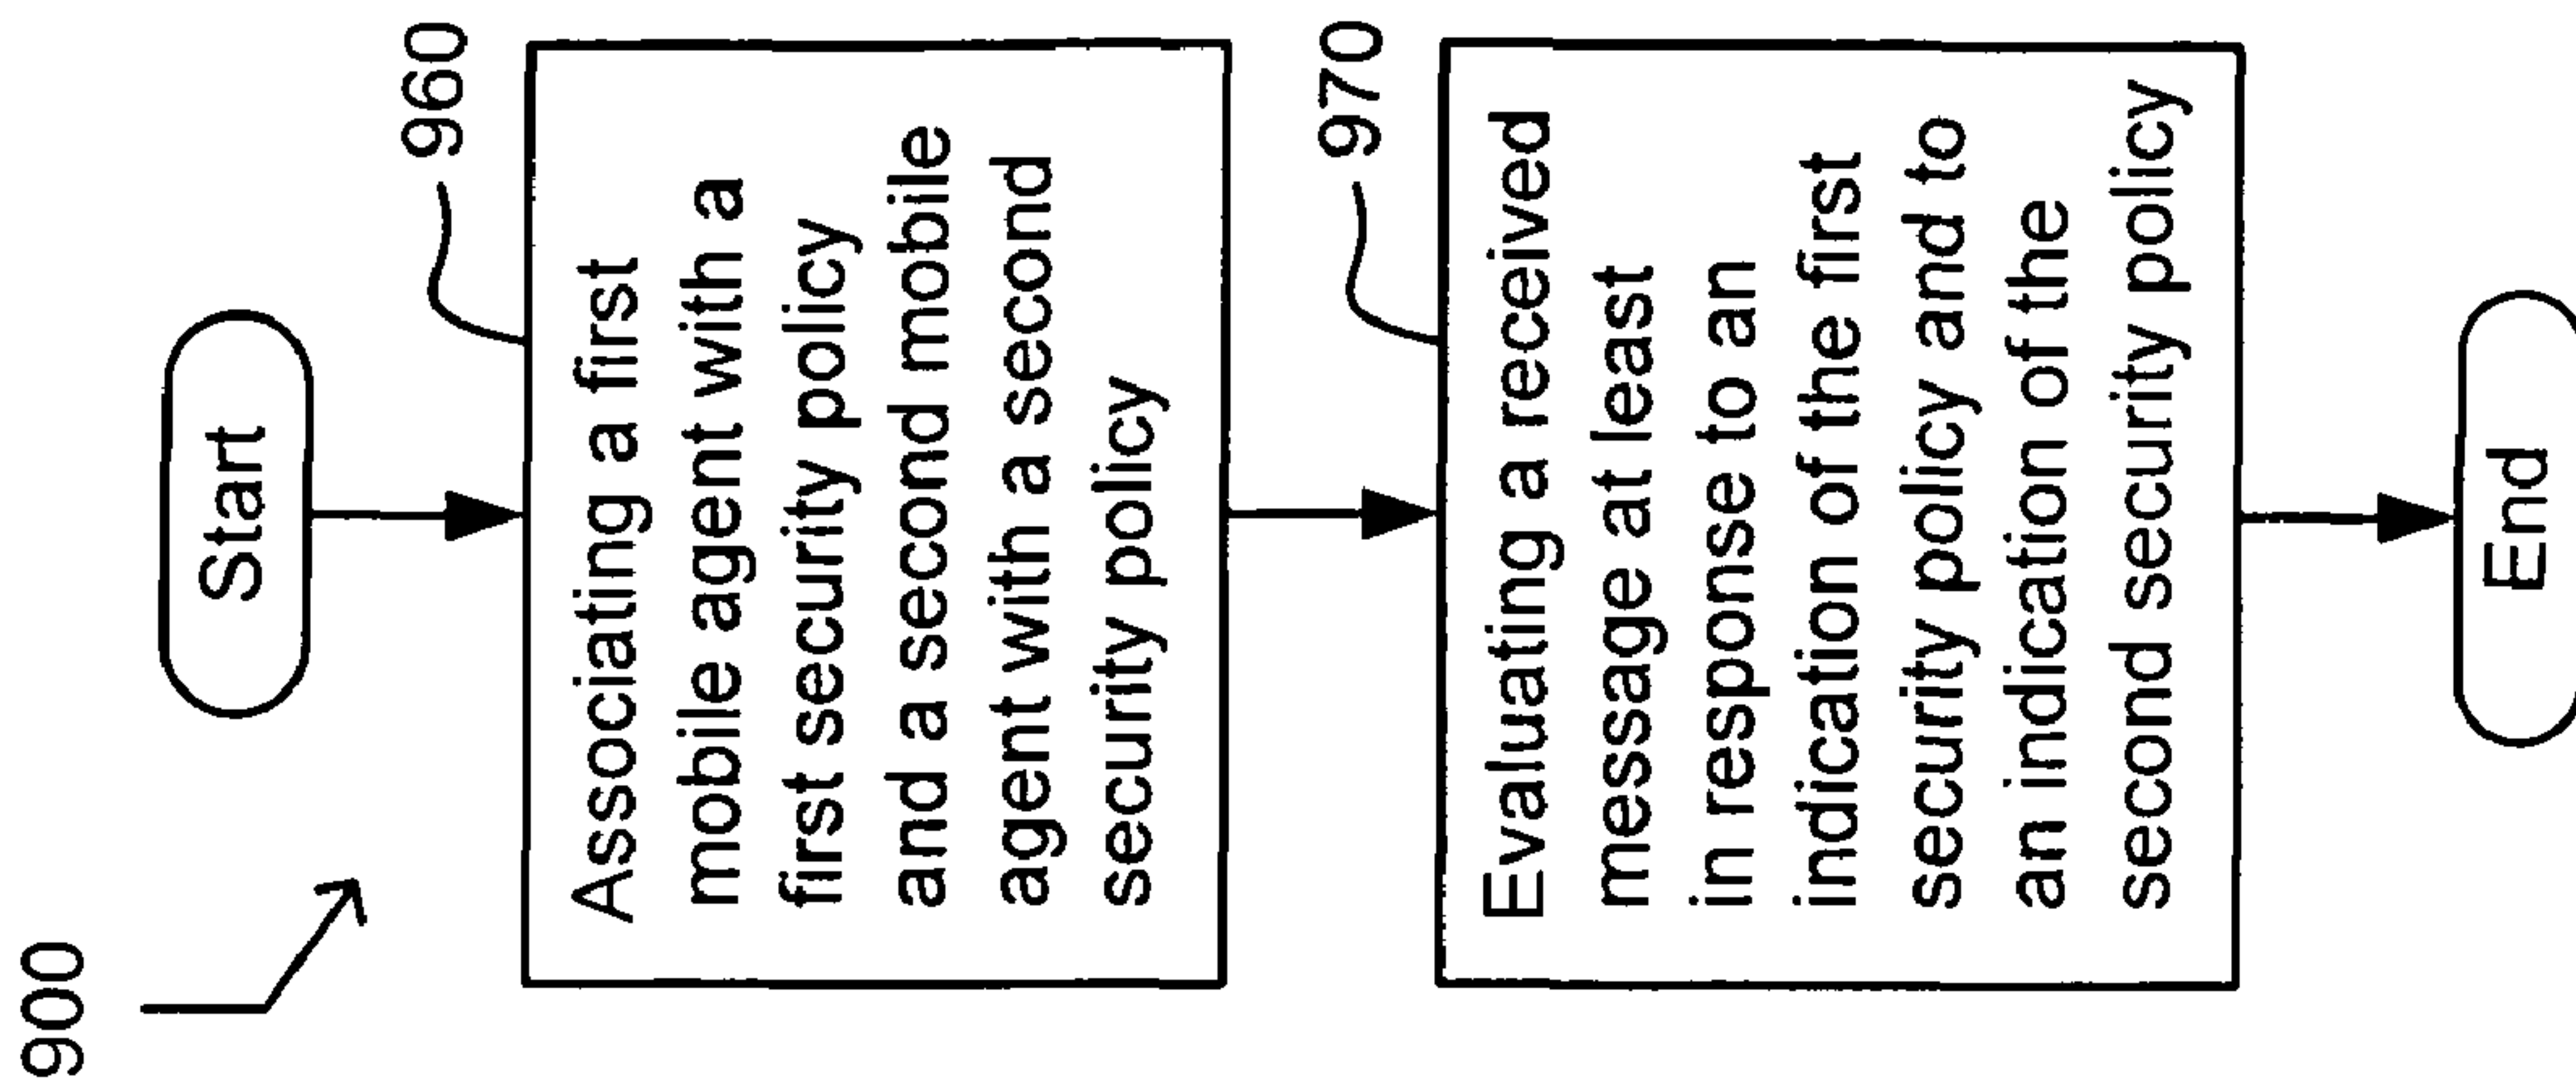 900
Start
960
Associating a first
mobile agent with a
first security policy
and a second mobile
agent with a second
security policy
970
Evaluating a received
message at least
in response to an
indication of the first
security policy and to
an indication of the
second security policy
End